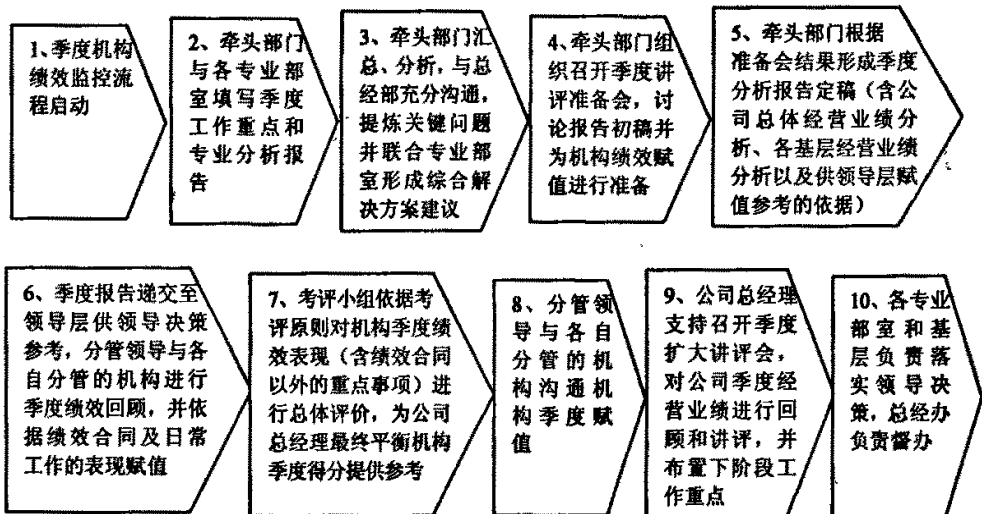 1、季度机构
绩效监控流
程启动
2、牵头部门
与各专业部
室填写季度
工作重点和
专业分析报
告
3、牵头部门汇
总、分析，与总
经部充分沟通，
提炼关键问题
并联合专业部
室形成综合解
决方案建议
4、牵头部门组
织召开季度讲
评准备会，讨
论报告初稿并
为机构绩效赋
值进行准备
5、牵头部门根据
准备会结果形成季度
分析报告定稿（含公
司总体经营业绩分
析、各基层经营业绩
分析以及供领导层赋
值参考的依据）
6、季度报告递交至
领导层供领导决策
参考，分管领导与各
自分管的机构进行
季度绩效回顾，并依
据绩效合同及日常
工作的表现赋值
7、考评小组依据考
评原则对机构季度绩
效表现（含绩效合同
以外的重点事项）进
行总体评价，为公司
总经理最终平衡机构
季度得分提供参考
8、分管领
导与各自
分管的机
构沟通机
构季度赋
值
9、公司总经理
支持召开季度
扩大讲评会，
对公司季度经
营业绩进行回
顾和讲评，并
布置下阶段工
作重点
10、各专业
部室和基
层负责落
实领导决
策，总经办
负责督办